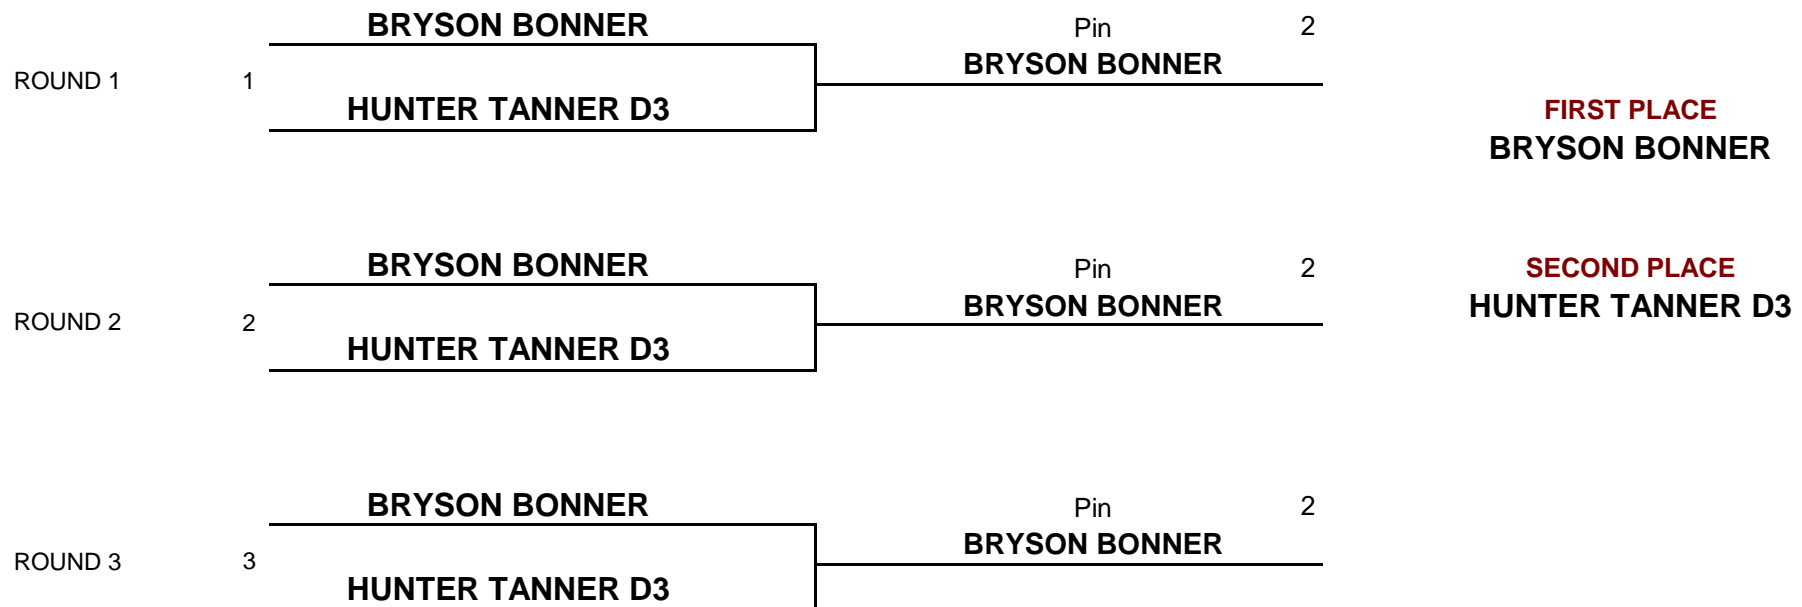 BRYSON BONNER
Pin 2
ROUND 1 1
BRYSON BONNER
HUNTER TANNER D3
FIRST PLACE
BRYSON BONNER
BRYSON BONNER
Pin 2
SECOND PLACE
ROUND 2 2
BRYSON BONNER
HUNTER TANNER D3
HUNTER TANNER D3
BRYSON BONNER
Pin 2
ROUND 3 3
BRYSON BONNER
HUNTER TANNER D3